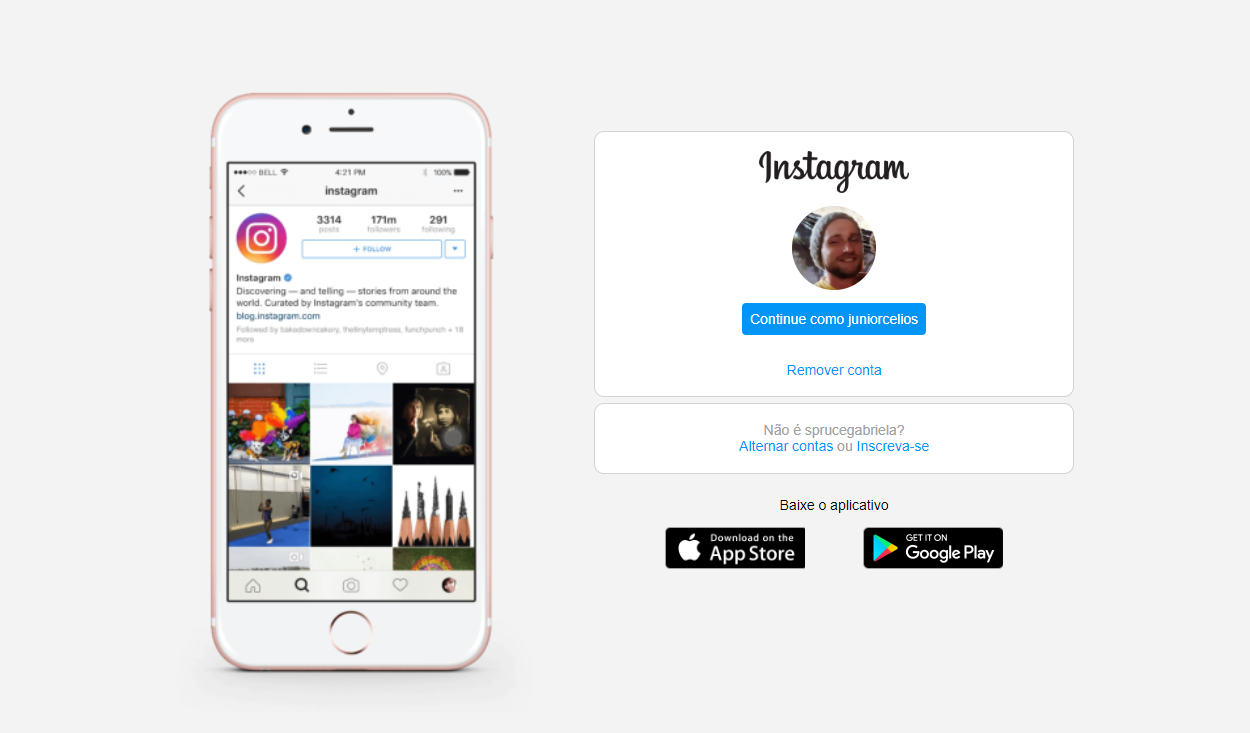 BELL 4:21 PM 100%
instagram
3314 171m 291
posts followers following
+ FOLLOW
Instagram
Discovering — and telling — stories from around the
world. Curated by Instagram's community team.
blog.instagram.com
Followed by bakedowncakery, thetinytemptress, funchpunch + 18
more
Instagram
Continue como juniorcelios
Remover conta
Não é sprucegabriela?
Alternar contas ou Inscreva-se
Baixe o aplicativo
Download on the
App Store
GET IT ON
Google Play